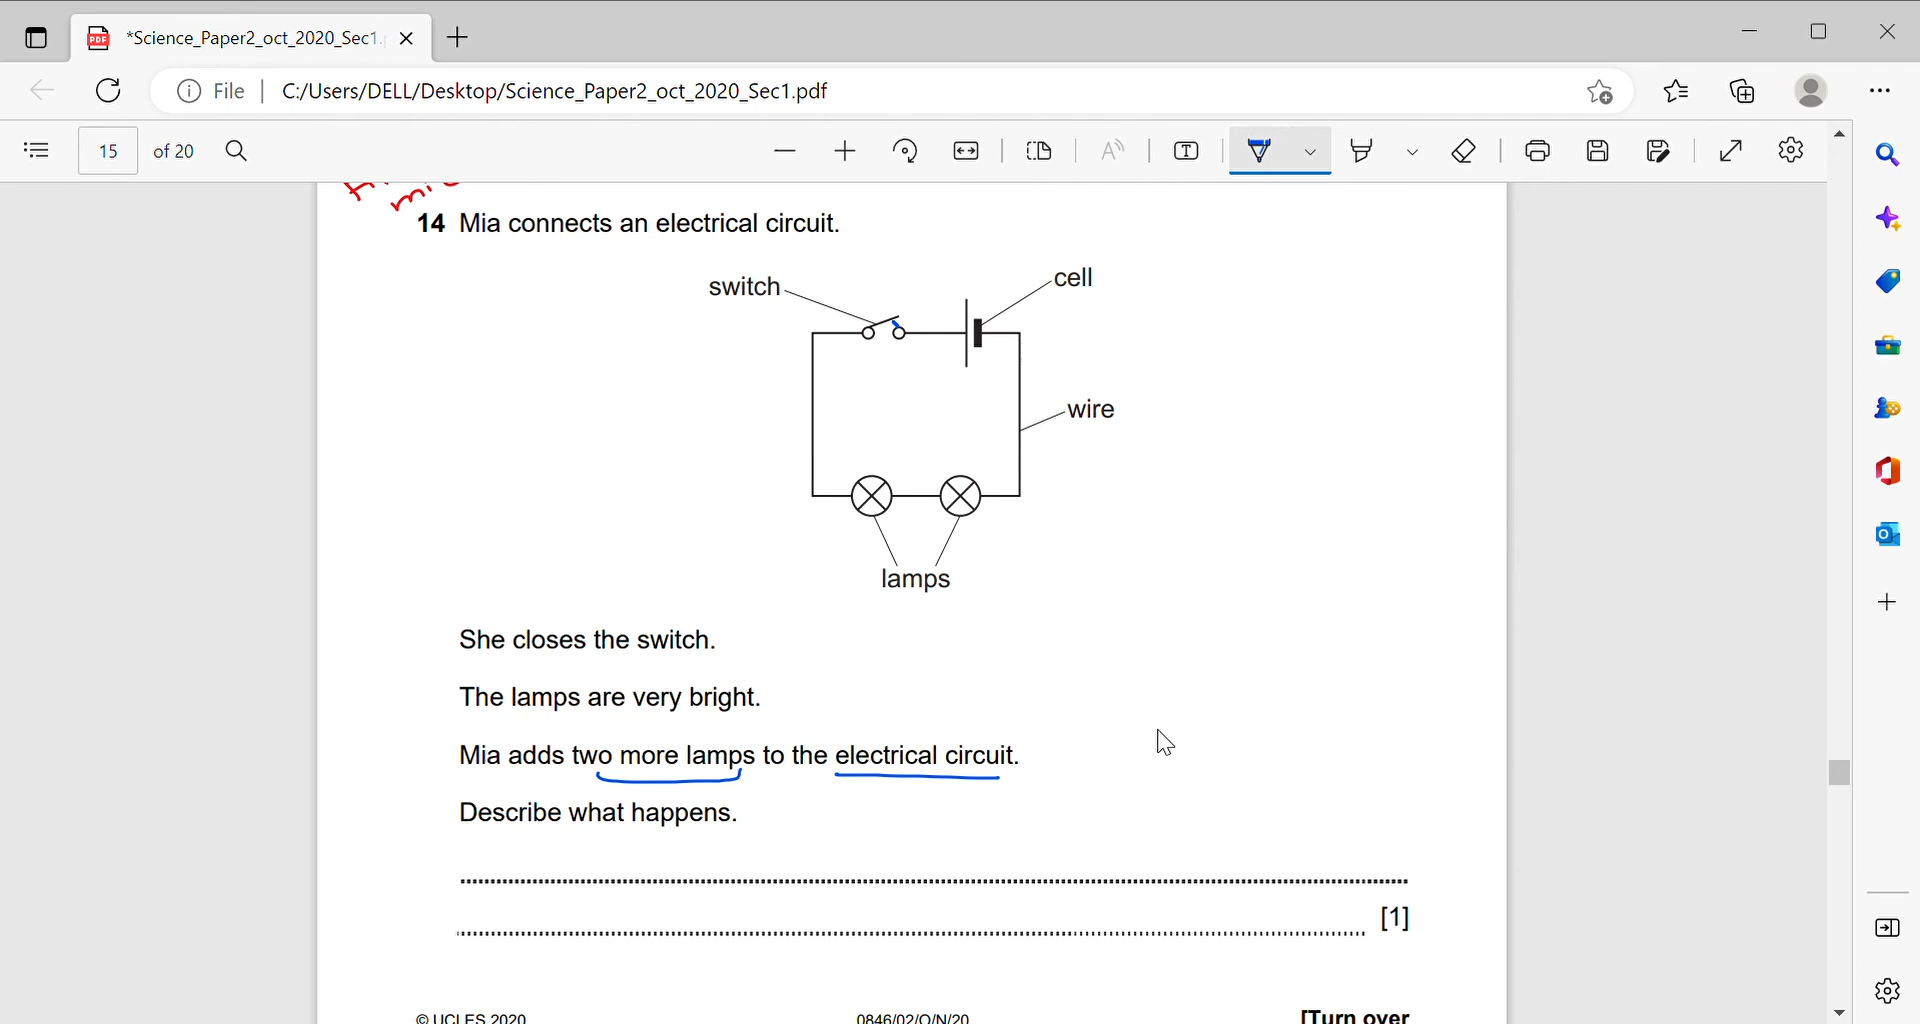 *Science_Paper2_oct_2020_Sec1.
File
C:/Users/DELL/Desktop/Science_Paper2_oct_2020_Sec1.pdf
15 of 20
14 Mia connects an electrical circuit.
cell
switch
wire
lamps
She closes the switch.
The lamps are very bright.
Mia adds two more lamps to the electrical circuit.
Describe what happens.
[1]
© UCLES 2020 0846/02/O/N/20 [Turn over